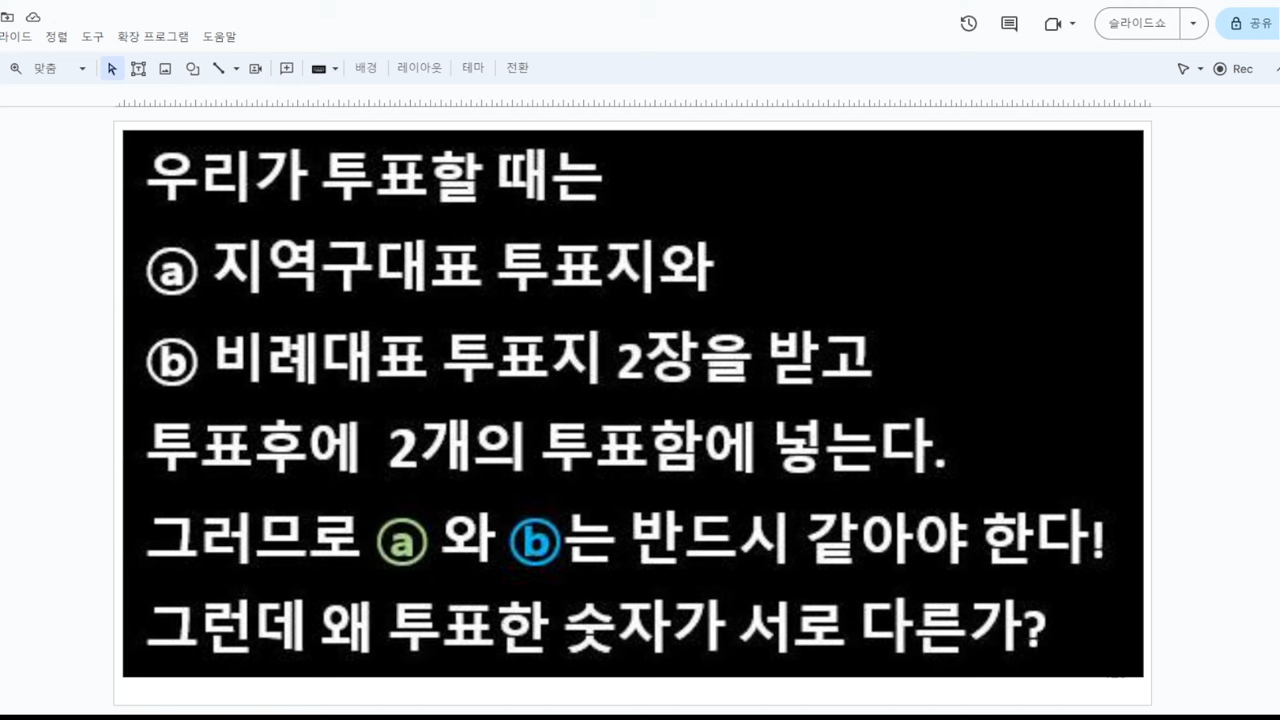 라이드 정렬 도구 확장 프로그램 도움말
슬라이드쇼 공유
맞춤 배경 레이아웃 테마 전환 Rec
우리가 투표할 때는
ⓐ 지역구대표 투표지와
ⓑ 비례대표 투표지 2장을 받고
투표후에 2개의 투표함에 넣는다.
그러므로 ⓐ 와 ⓑ는 반드시 같아야 한다!
그런데 왜 투표한 숫자가 서로 다른가?